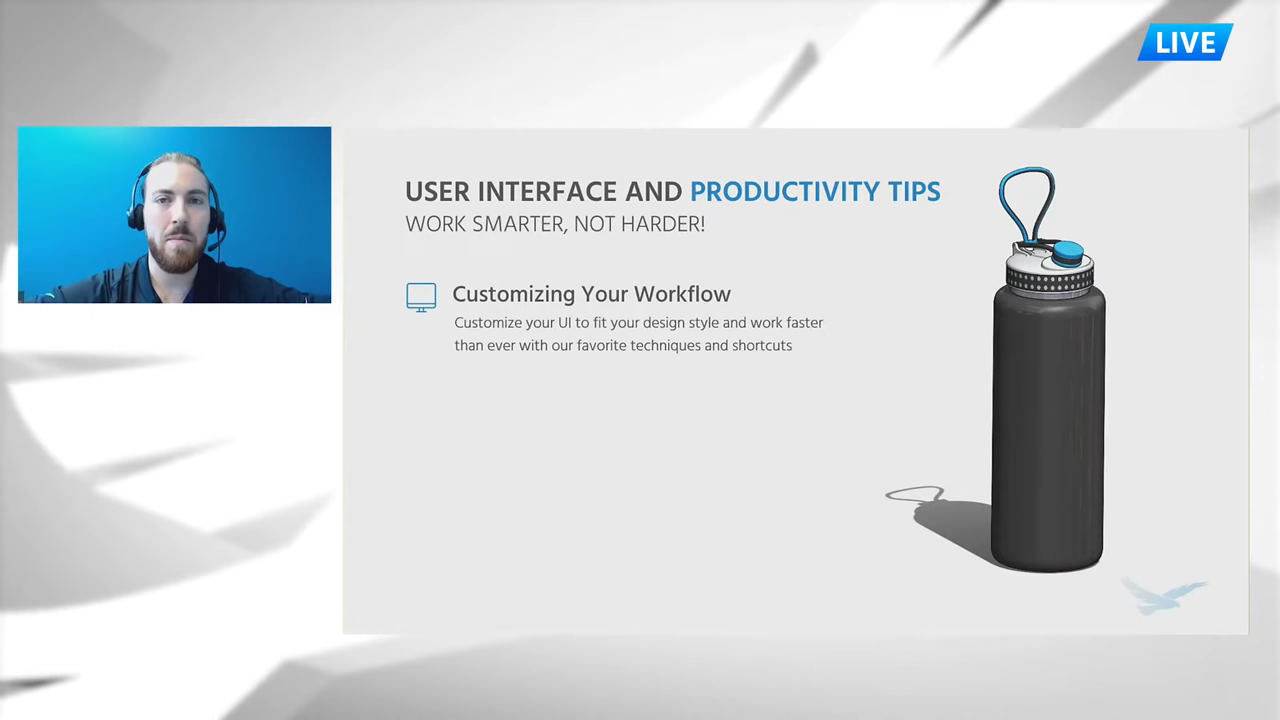 LIVE
USER INTERFACE AND PRODUCTIVITY TIPS
WORK SMARTER, NOT HARDER!
Customizing Your Workflow
Customize your UI to fit your design style and work faster
than ever with our favorite techniques and shortcuts